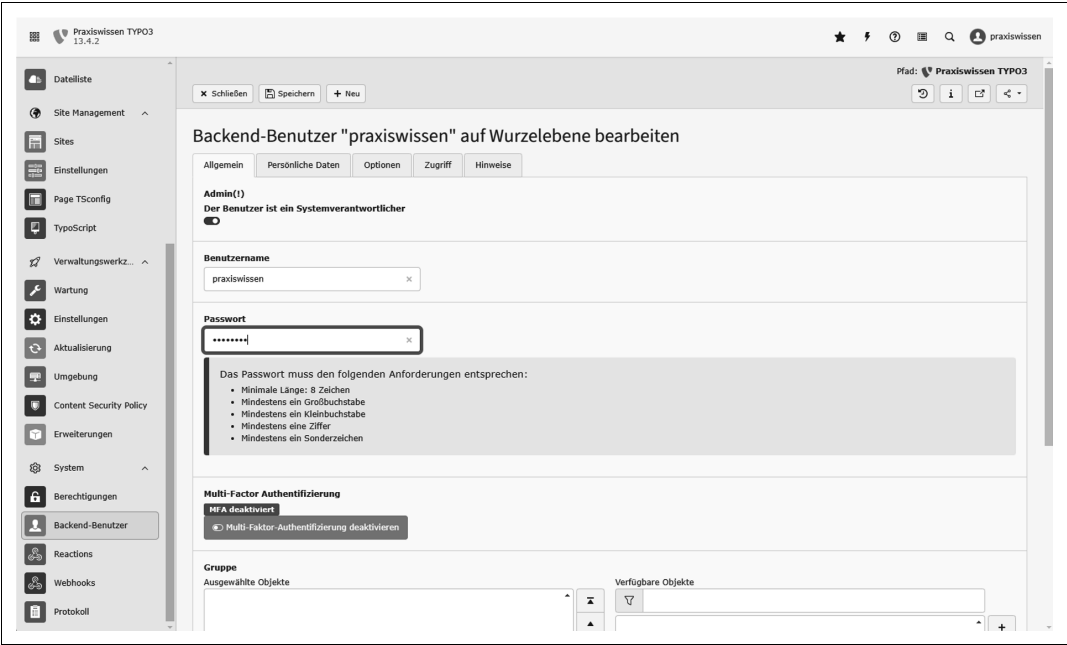 Praxiswissen TYPO3
13.4.2
praxiswissen
Dateiliste
Site Management
Sites
Einstellungen
Page TSconfig
TypoScript
Verwaltungswerkz...
Wartung
Einstellungen
Aktualisierung
Umgebung
Content Security Policy
Erweiterungen
System
Berechtigungen
Backend-Benutzer
Reactions
Webhooks
Protokoll
Pfad: Praxiswissen TYPO3
Schließen Speichern Neu
Backend-Benutzer "praxiswissen" auf Wurzelebene bearbeiten
Allgemein Persönliche Daten Optionen Zugriff Hinweise
Admin(!)
Der Benutzer ist ein Systemverantwortlicher
Benutzername
praxiswissen
Passwort
••••••••
Das Passwort muss den folgenden Anforderungen entsprechen:
• Minimale Länge: 8 Zeichen
• Mindestens ein Großbuchstabe
• Mindestens ein Kleinbuchstabe
• Mindestens eine Ziffer
• Mindestens ein Sonderzeichen
Multi-Factor Authentifizierung
MFA deaktiviert
Multi-Faktor-Authentifizierung deaktivieren
Gruppe
Ausgewählte Objekte
Verfügbare Objekte